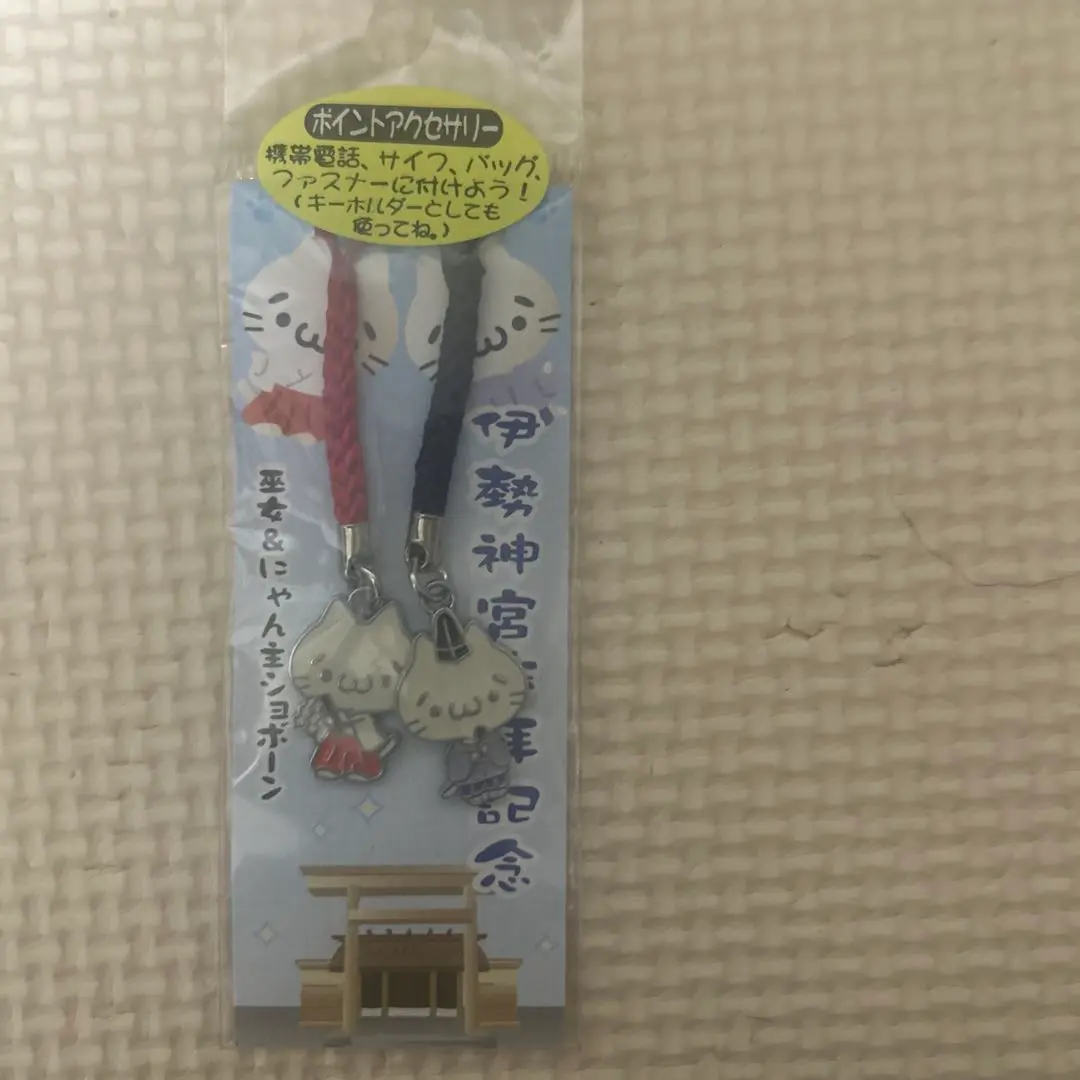 ポイントアクセサリー
携帯電話、サイフ、バッグ、
ファスナーに付けよう!
(キーホルダーとしても
使ってね。)
伊勢神宮 拝記念
巫女&にゃん主ショボーン